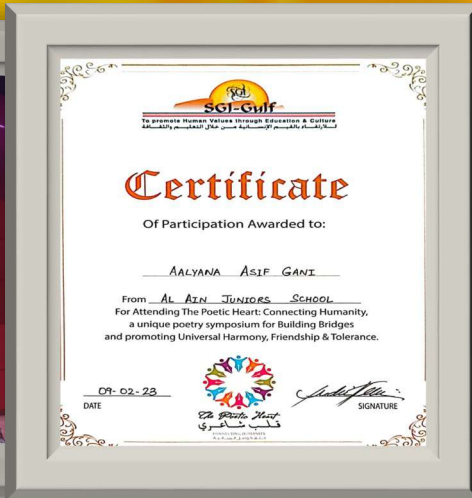 SGI
SGI-Gulf
To promote Human Values through Education & Culture
للارتقاء بالقيم الإنسانية من خلال التعليم والثقافة
Certificate
Of Participation Awarded to:
AALYANA ASIF GANI
From AL AIN JUNIORS SCHOOL
For Attending The Poetic Heart: Connecting Humanity,
a unique poetry symposium for Building Bridges
and promoting Universal Harmony, Friendship & Tolerance.
09-02-23
DATE
SIGNATURE
The Poetic Heart
قلب شاعري
CONNECTING HUMANITY